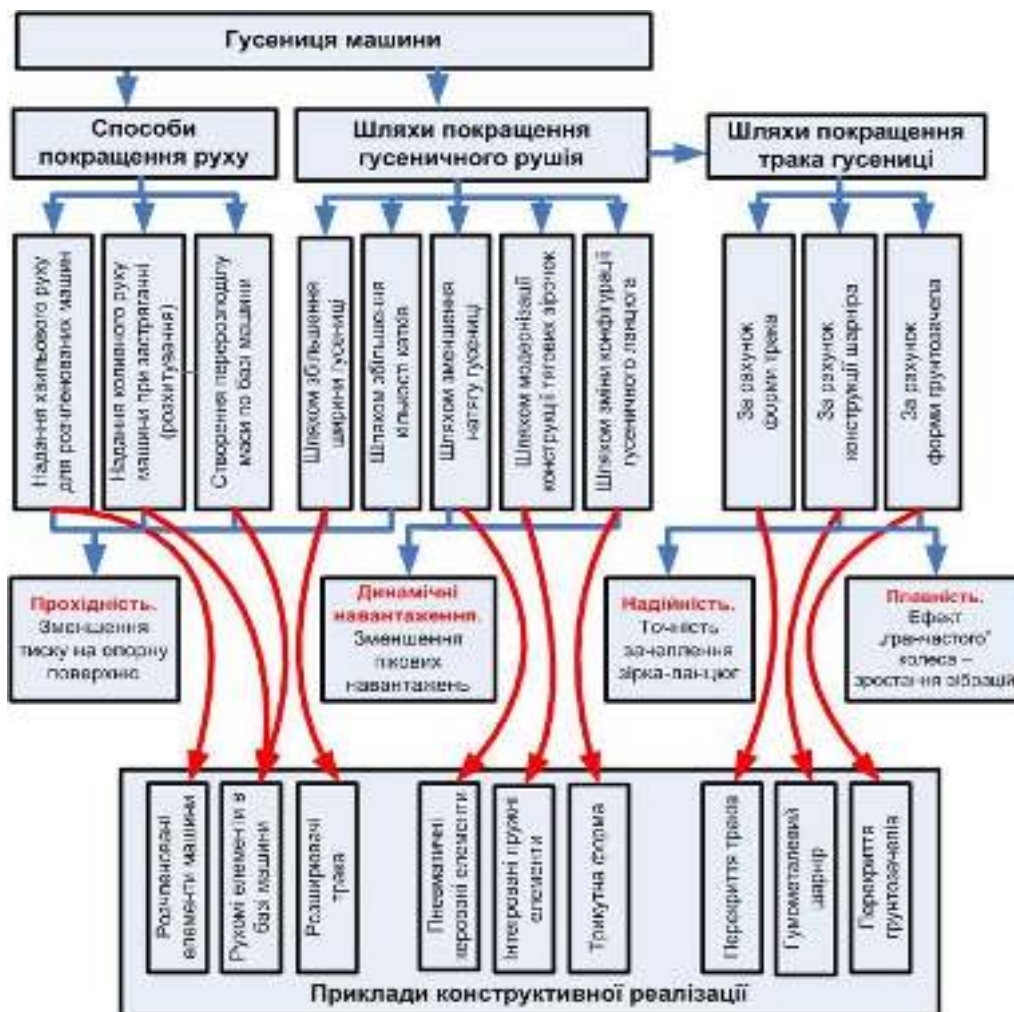 Гусениця машини
Способи
покращення руху
Шляхи покращення
гусеничного рушія
Шляхи покращення
трака гусениці
Надання хвильового руху
для розчленованих машин
Надання коливного руху
машини при застряганні
(розхитування)
Створення перерозподілу
маси по базі машини
Шляхом збільшення
ширини гусениці
Шляхом збільшення
кількості катків
Шляхом зменшення
натягу гусениці
Шляхом модернізації
конструкції тягових зірочок
Шляхом зміни конфігурації
гусеничного ланцюга
За рахунок
форми трака
За рахунок
конструкції шарніра
За рахунок
форми ґрунтозачепа
Прохідність.
Зменшення
тиску на опорну
поверхню
Динамічні
навантаження.
Зменшення
пікових
навантажень
Надійність.
Точність
зачеплення
зірка-ланцюг
Плавність.
Ефект
„гранчастого”
колеса –
зростання вібрацій
Розчленовані
елементи машини
Рухомі елементи в
базі машини
Розширювачі
трака
Пневматичні
керовані елементи
Інтегровані пружні
елементи
Трикутна форма
Перекриття траків
Гумометалевий
шарнір
Перекриття
ґрунтозачепів
Приклади конструктивної реалізації